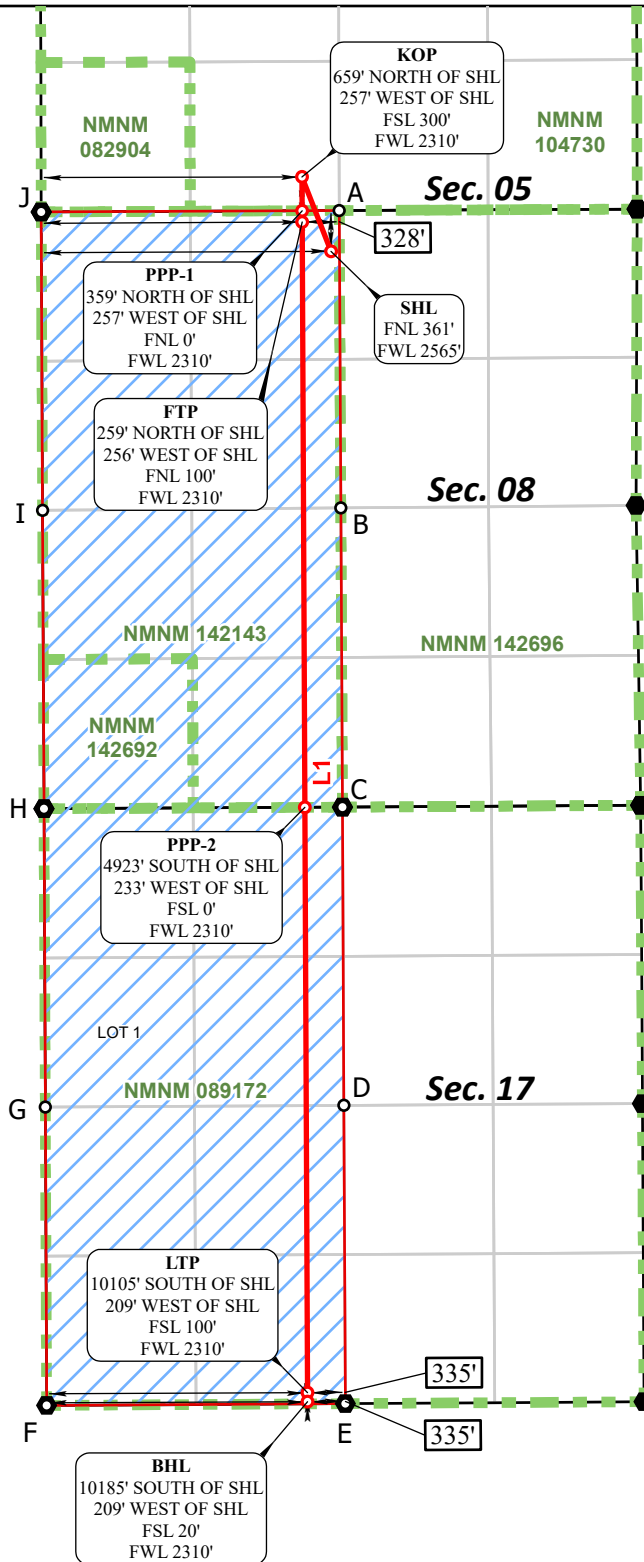 KOP
659' NORTH OF SHL
257' WEST OF SHL
FSL 300'
FWL 2310'
NMNM
082904
NMNM
104730
J
A
Sec. 05
328'
PPP-1
359' NORTH OF SHL
257' WEST OF SHL
FNL 0'
FWL 2310'
SHL
FNL 361'
FWL 2565'
FTP
259' NORTH OF SHL
256' WEST OF SHL
FNL 100'
FWL 2310'
Sec. 08
I
B
NMNM 142143
NMNM 142696
NMNM
142692
L1
H
C
PPP-2
4923' SOUTH OF SHL
233' WEST OF SHL
FSL 0'
FWL 2310'
LOT 1
NMNM 089172
Sec. 17
G
D
LTP
10105' SOUTH OF SHL
209' WEST OF SHL
FSL 100'
FWL 2310'
335'
F
E
335'
BHL
10185' SOUTH OF SHL
209' WEST OF SHL
FSL 20'
FWL 2310'